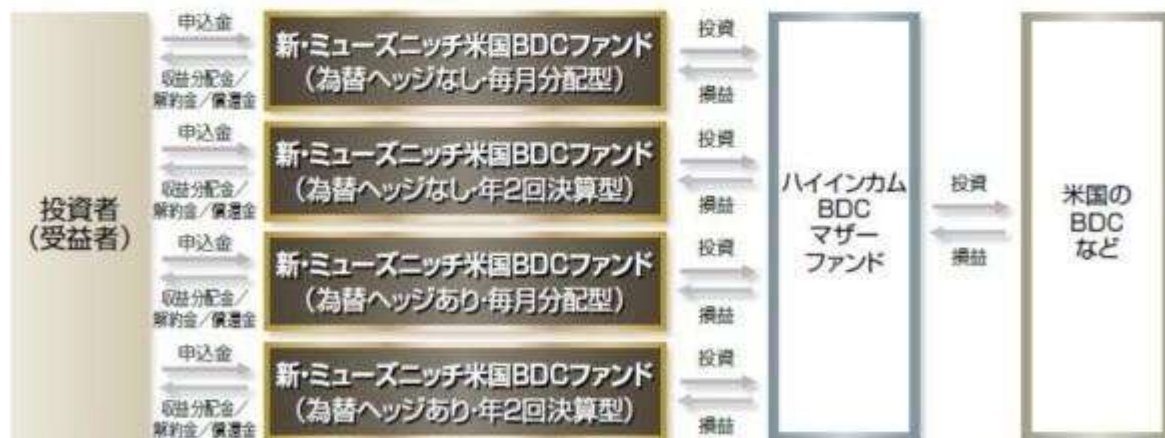 投資者
(受益者)
申込金
収益分配金/
解約金/償還金
新・ミューズニッチ米国BDCファンド
(為替ヘッジなし・毎月分配型)
投資
損益
申込金
収益分配金/
解約金/償還金
新・ミューズニッチ米国BDCファンド
(為替ヘッジなし・年2回決算型)
投資
損益
申込金
収益分配金/
解約金/償還金
新・ミューズニッチ米国BDCファンド
(為替ヘッジあり・毎月分配型)
投資
損益
申込金
収益分配金/
解約金/償還金
新・ミューズニッチ米国BDCファンド
(為替ヘッジあり・年2回決算型)
投資
損益
ハイインカム
BDC
マザー
ファンド
投資
損益
米国の
BDC
など